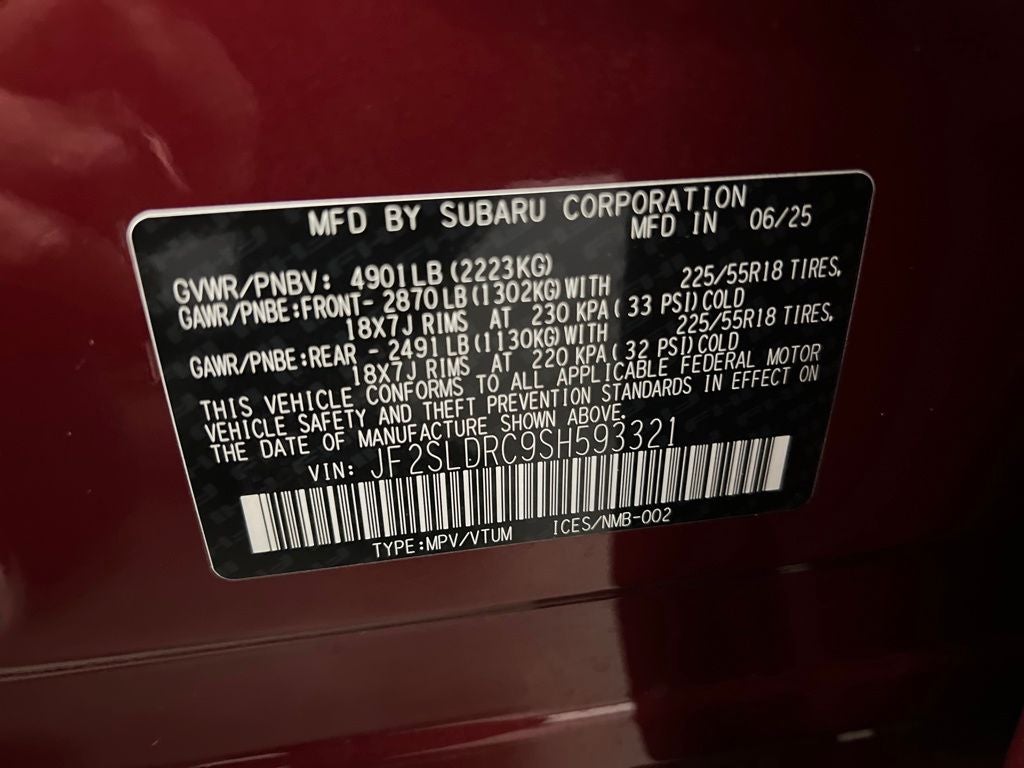 MFD BY SUBARU CORPORATION
MFD IN 06/25
GVWR/PNBV: 4901LB(2223KG)
GAWR/PNBE:FRONT- 2870LB(1302KG)WITH 225/55R18 TIRES,
18X7J RIMS AT 230 KPA( 33 PSI)COLD
GAWR/PNBE:REAR - 2491LB(1130KG)WITH 225/55R18 TIRES,
18X7J RIMS AT 220 KPA( 32 PSI)COLD
THIS VEHICLE CONFORMS TO ALL APPLICABLE FEDERAL MOTOR
VEHICLE SAFETY AND THEFT PREVENTION STANDARDS IN EFFECT ON
THE DATE OF MANUFACTURE SHOWN ABOVE.
VIN: JF2SLDRC9SH593321
TYPE:MPV/VTUM ICES/NMB-002